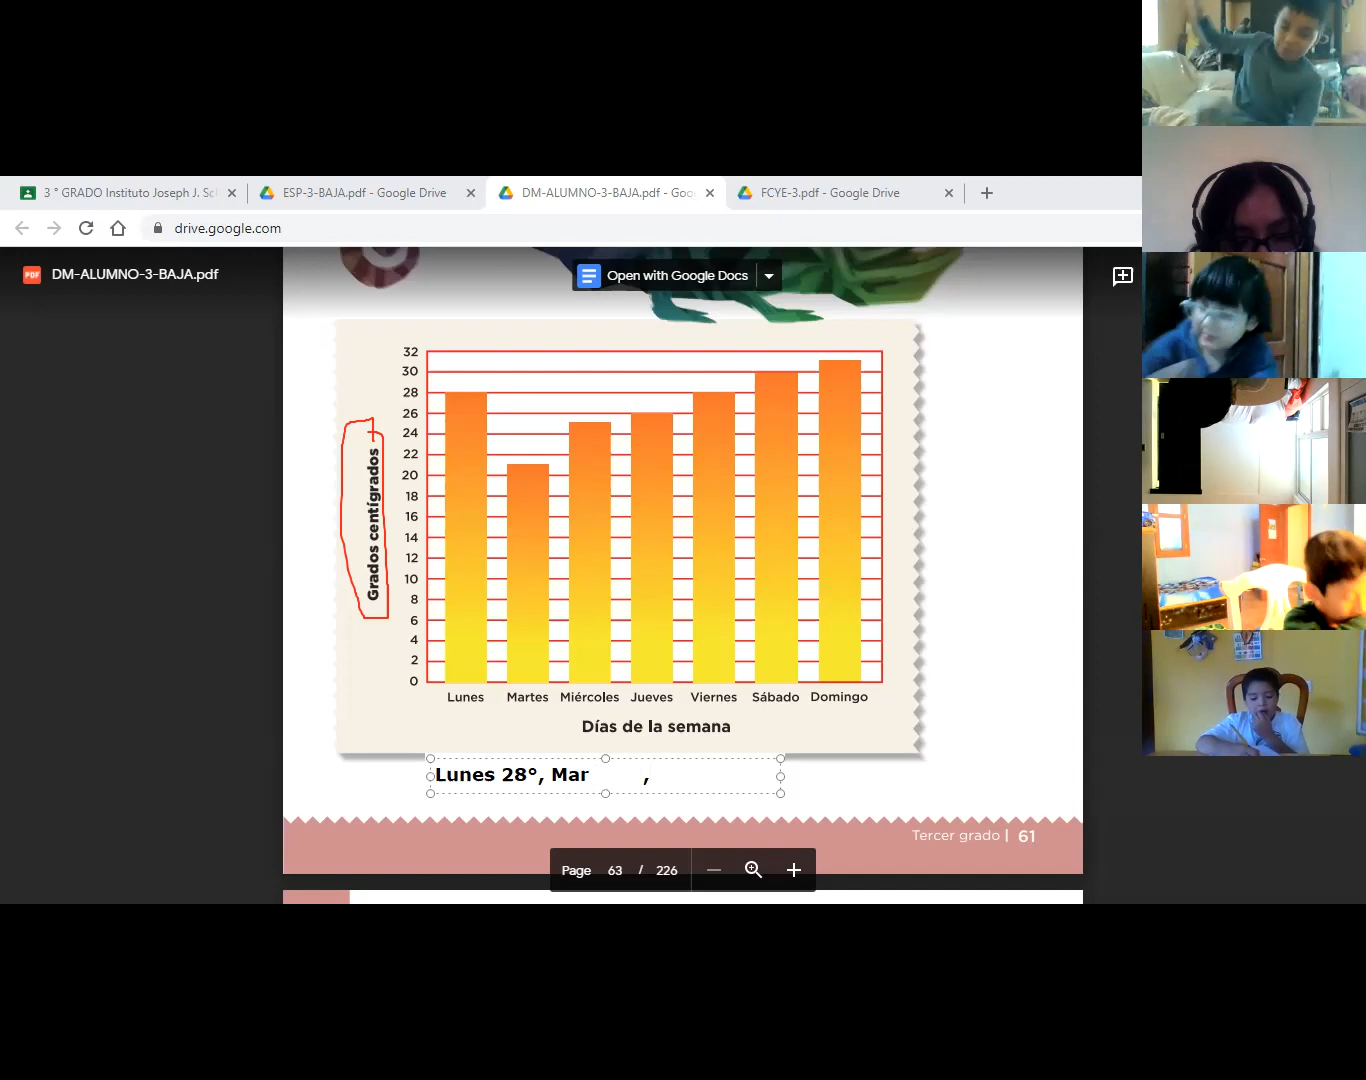 3 ° GRADO Instituto Joseph J. Sc
ESP-3-BAJA.pdf - Google Drive
DM-ALUMNO-3-BAJA.pdf - Goo
FCYE-3.pdf - Google Drive
drive.google.com
PDF
DM-ALUMNO-3-BAJA.pdf
Open with Google Docs
Grados centígrados
32
30
28
26
24
22
20
18
16
14
12
10
8
6
4
2
0
Lunes Martes Miércoles Jueves Viernes Sábado Domingo
Días de la semana
Lunes 28°, Mar ,
Tercer grado | 61
Page 63 / 226